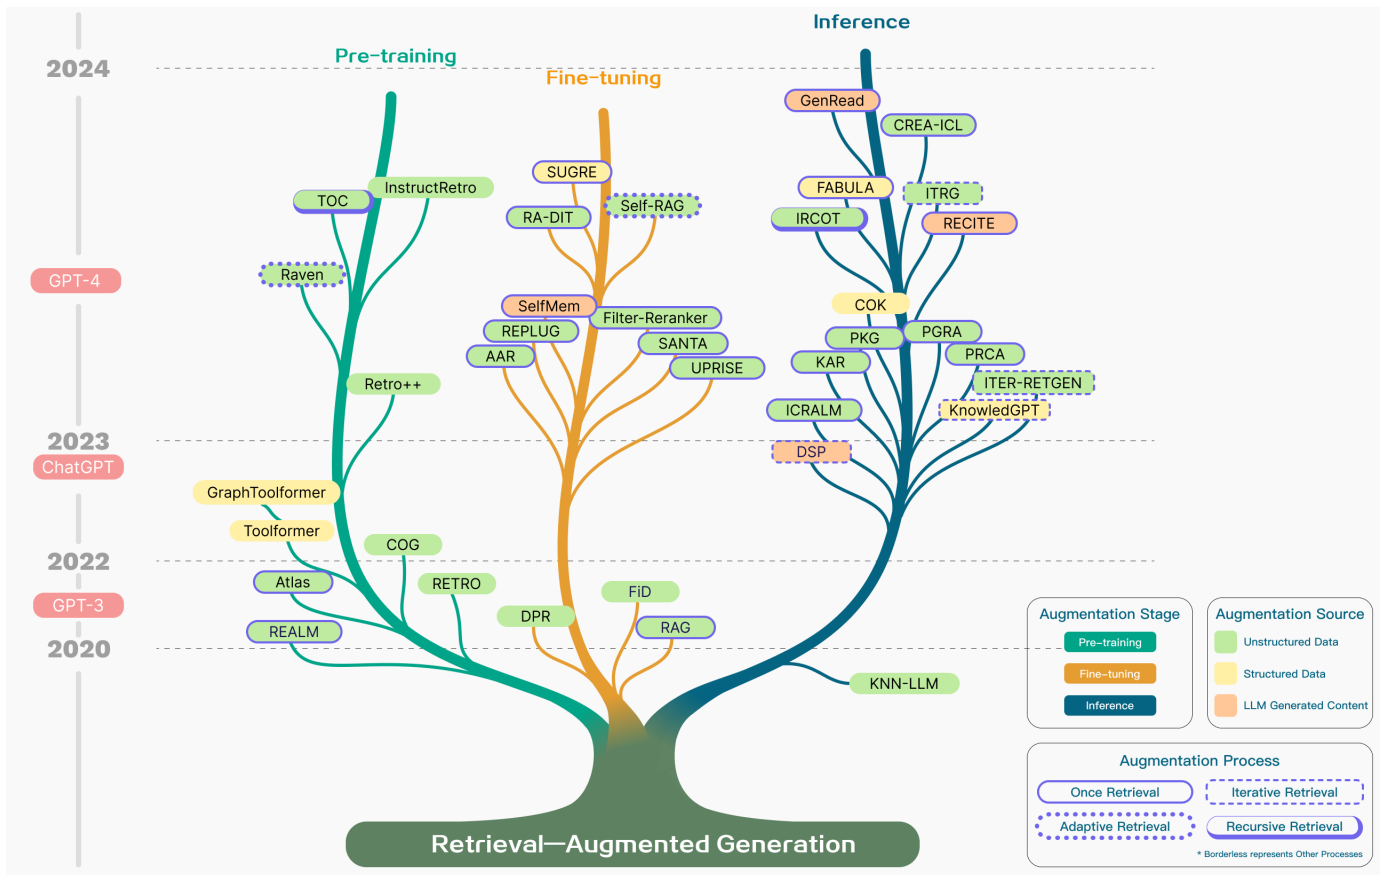 Inference
Pre-training
2024
Fine-tuning
GenRead
CREA-ICL
SUGRE
InstructRetro
FABULA
ITRG
TOC
Self-RAG
RA-DIT
IRCOT
RECITE
Raven
GPT-4
SelfMem
COK
Filter-Reranker
REPLUG
PGRA
PKG
SANTA
AAR
PRCA
KAR
UPRISE
Retro++
ITER-RETGEN
ICRALM
KnowledGPT
2023
DSP
ChatGPT
GraphToolformer
Toolformer
COG
2022
Atlas
RETRO
FiD
GPT-3
DPR
RAG
REALM
2020
KNN-LLM
Augmentation Stage
Pre-training
Fine-tuning
Inference
Augmentation Source
Unstructured Data
Structured Data
LLM Generated Content
Augmentation Process
Once Retrieval
Iterative Retrieval
Adaptive Retrieval
Recursive Retrieval
* Borderless represents Other Processes
Retrieval—Augmented Generation